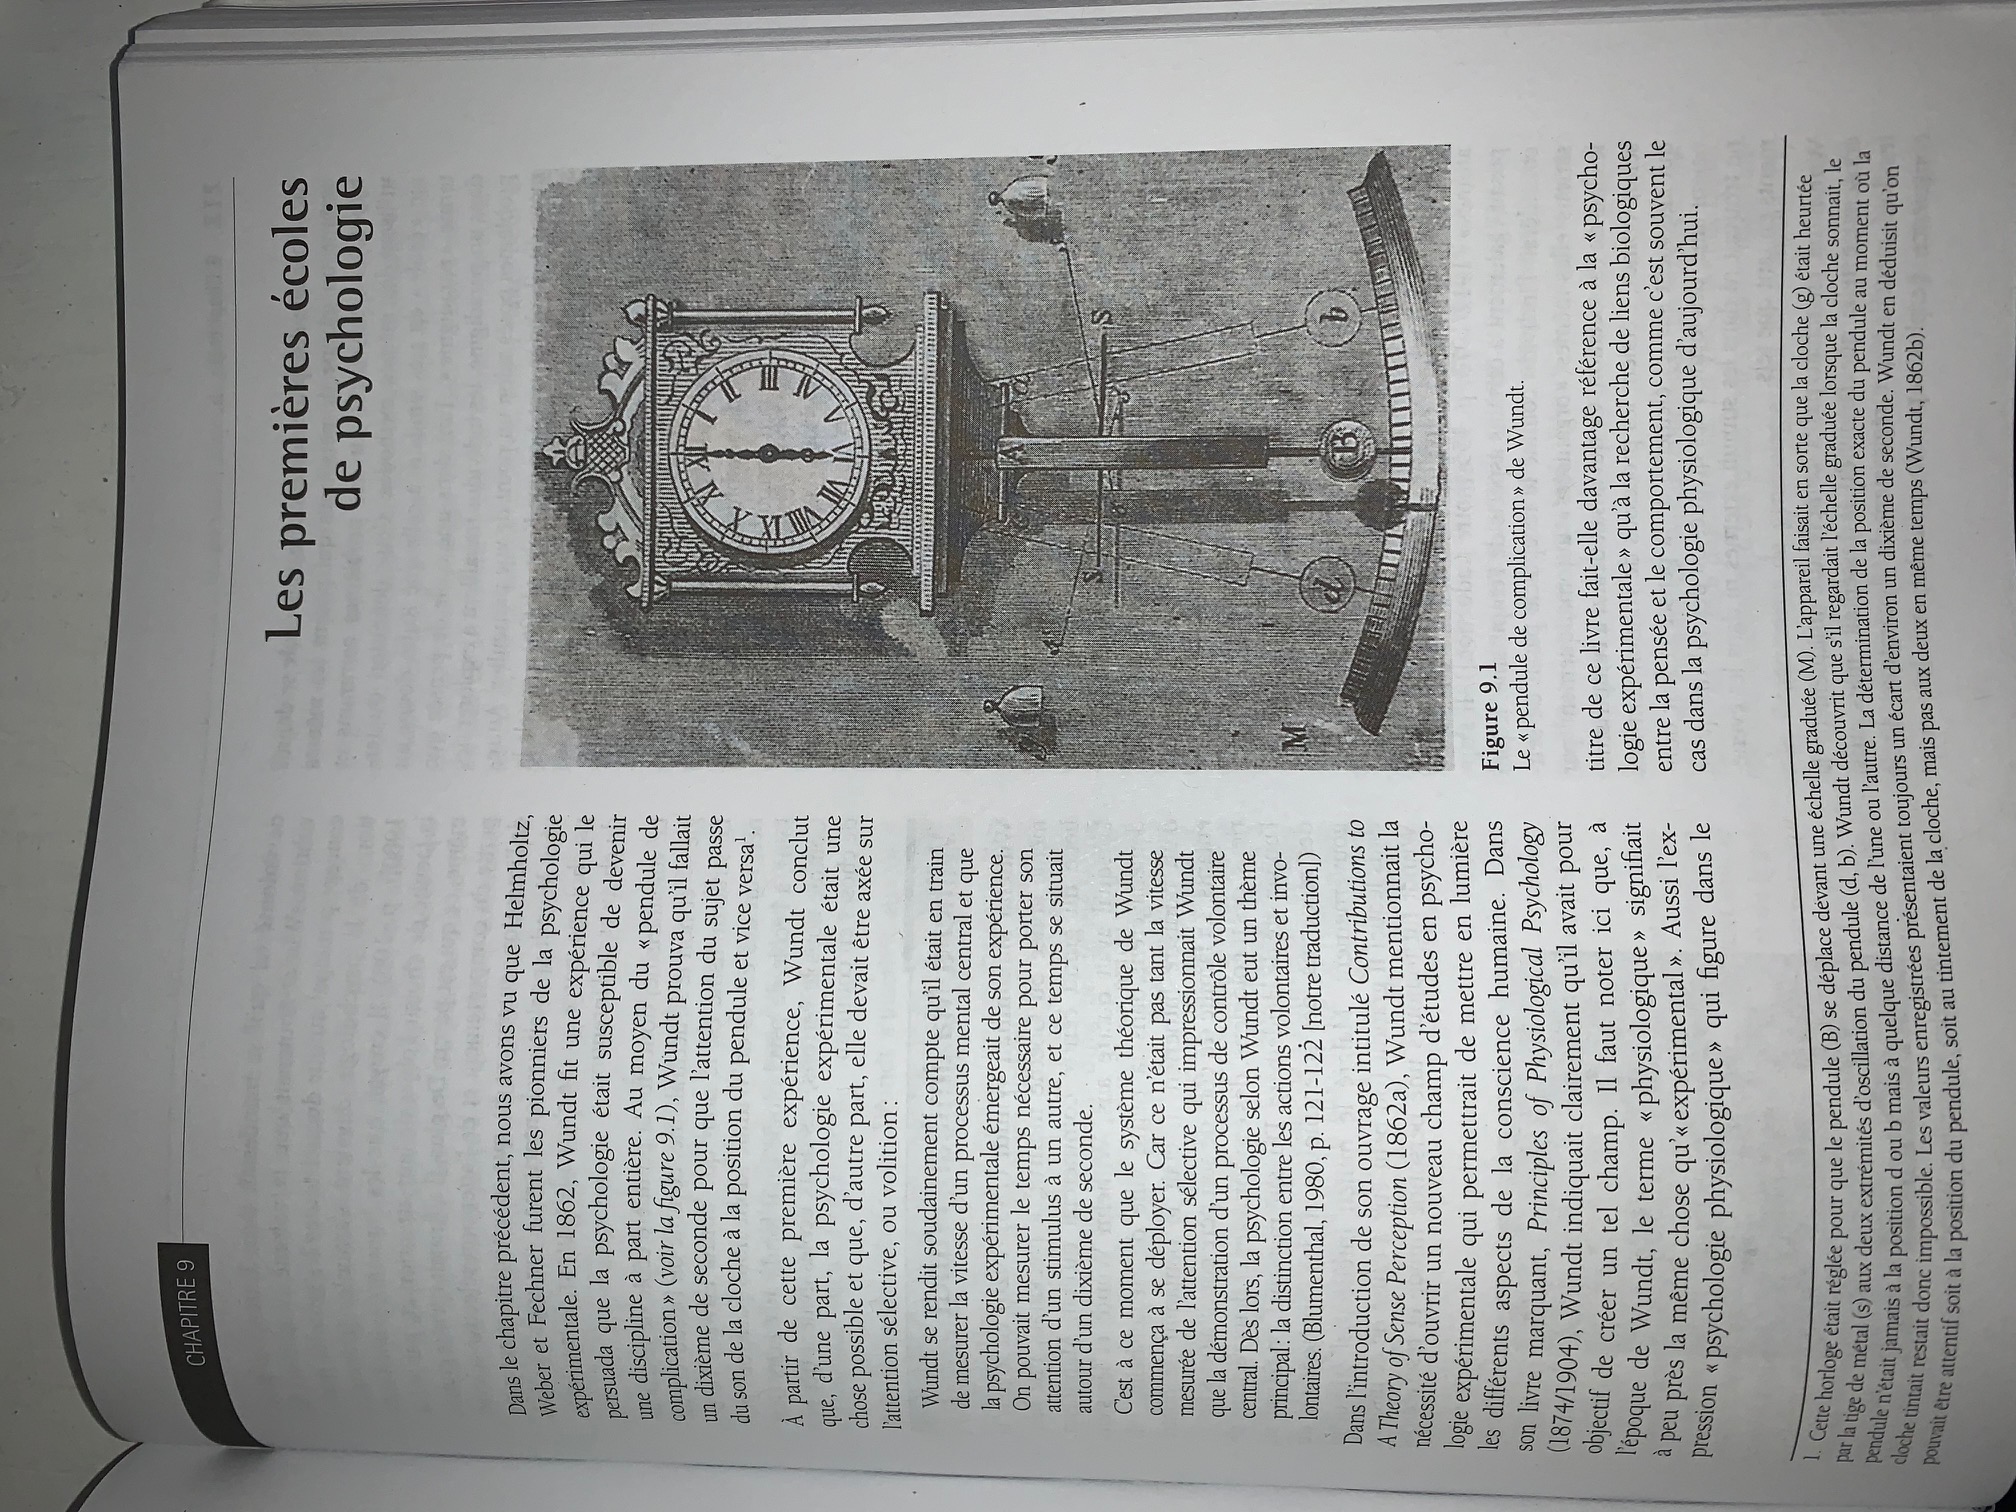 CHAPITRE 9
Les premières écoles
de psychologie
Dans le chapitre précédent, nous avons vu que Helmholtz,
Weber et Fechner furent les pionniers de la psychologie
expérimentale. En 1862, Wundt fit une expérience qui le
persuada que la psychologie était susceptible de devenir
une discipline à part entière. Au moyen du « pendule de
complication » (voir la figure 9.1), Wundt prouva qu'il fallait
un dixième de seconde pour que l'attention du sujet passe
du son de la cloche à la position du pendule et vice versa¹.
À partir de cette première expérience, Wundt conclut
que, d'une part, la psychologie expérimentale était une
chose possible et que, d'autre part, elle devait être axée sur
l'attention sélective, ou volition :
Wundt se rendit soudainement compte qu'il était en train
de mesurer la vitesse d'un processus mental central et que
la psychologie expérimentale émergeait de son expérience.
On pouvait mesurer le temps nécessaire pour porter son
attention d'un stimulus à un autre, et ce temps se situait
autour d'un dixième de seconde.
C'est à ce moment que le système théorique de Wundt
commença à se déployer. Car ce n'était pas tant la vitesse
mesurée de l'attention sélective qui impressionnait Wundt
que la démonstration d'un processus de contrôle volontaire
central. Dès lors, la psychologie selon Wundt eut un thème
principal : la distinction entre les actions volontaires et invo-
lontaires. (Blumenthal, 1980, p. 121-122 [notre traduction])
Dans l'introduction de son ouvrage intitulé Contributions to
A Theory of Sense Perception (1862a), Wundt mentionnait la
nécessité d'ouvrir un nouveau champ d'études en psycho-
logie expérimentale qui permettrait de mettre en lumière
les différents aspects de la conscience humaine. Dans
son livre marquant, Principles of Physiological Psychology
(1874/1904), Wundt indiquait clairement qu'il avait pour
objectif de créer un tel champ. Il faut noter ici que, à
l'époque de Wundt, le terme « physiologique » signifiait
à peu près la même chose qu'« expérimental ». Aussi l'ex-
pression « psychologie physiologique » qui figure dans le
XII
I
II
III
IIII
V
VI
VII
VIII
IX
X
XI
A
g
d
S
S
M
d
B
b
Figure 9.1
Le « pendule de complication » de Wundt.
titre de ce livre fait-elle davantage référence à la « psycho-
logie expérimentale » qu'à la recherche de liens biologiques
entre la pensée et le comportement, comme c'est souvent le
cas dans la psychologie physiologique d'aujourd'hui.
1. Cette horloge était réglée pour que le pendule (B) se déplace devant une échelle graduée (M). L'appareil faisait en sorte que la cloche (g) était heurtée
par la tige de métal (s) aux deux extrémités d'oscillation du pendule (d, b). Wundt découvrit que s'il regardait l'échelle graduée lorsque la cloche sonnait, le
pendule n'était jamais à la position d ou b mais à quelque distance de l'une ou l'autre. La détermination de la position exacte du pendule au moment où la
cloche tintait restait donc impossible. Les valeurs enregistrées présentaient toujours un écart d'environ un dixième de seconde. Wundt en déduisit qu'on
pouvait être attentif soit à la position du pendule, soit au tintement de la cloche, mais pas aux deux en même temps (Wundt, 1862b).